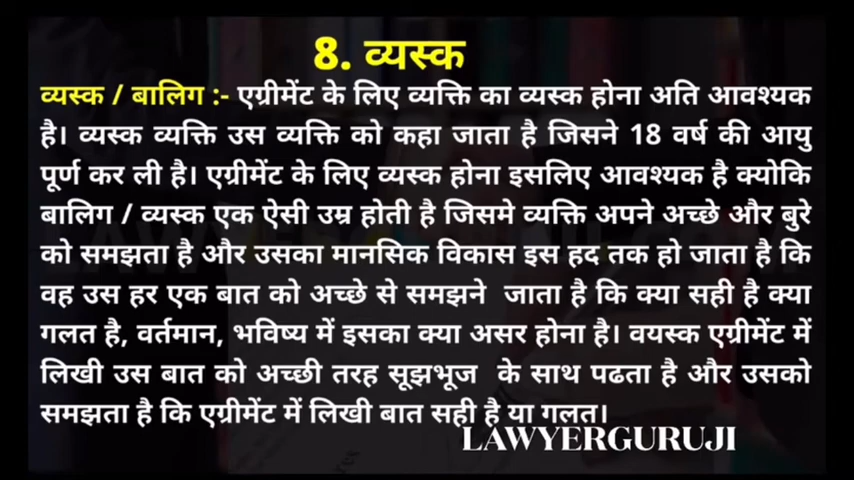 8. व्यस्क
व्यस्क / बालिग :- एग्रीमेंट के लिए व्यक्ति का व्यस्क होना अति आवश्यक
है। व्यस्क व्यक्ति उस व्यक्ति को कहा जाता है जिसने 18 वर्ष की आयु
पूर्ण कर ली है। एग्रीमेंट के लिए व्यस्क होना इसलिए आवश्यक है क्योकि
बालिग / व्यस्क एक ऐसी उम्र होती है जिसमे व्यक्ति अपने अच्छे और बुरे
को समझता है और उसका मानसिक विकास इस हद तक हो जाता है कि
वह उस हर एक बात को अच्छे से समझने जाता है कि क्या सही है क्या
गलत है, वर्तमान, भविष्य में इसका क्या असर होना है। वयस्क एग्रीमेंट में
लिखी उस बात को अच्छी तरह सूझभूज के साथ पढता है और उसको
समझता है कि एग्रीमेंट में लिखी बात सही है या गलत।
LAWYERGURUJI